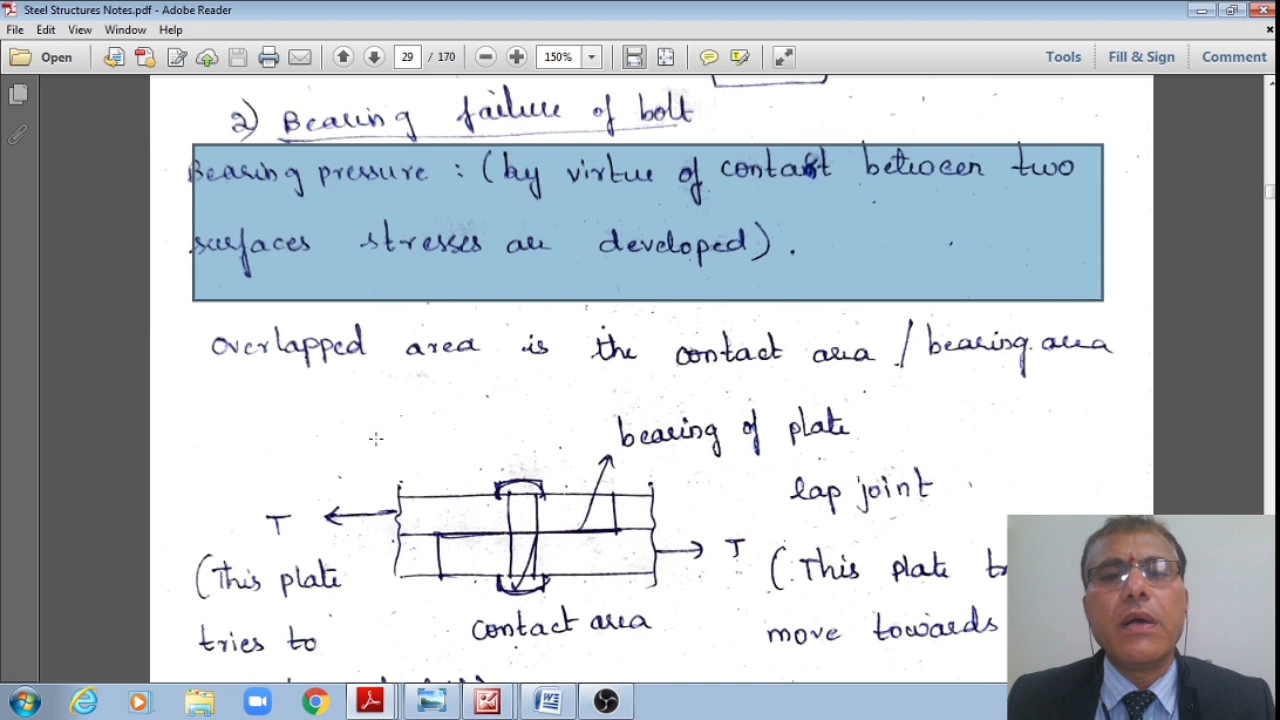 Steel Structures Notes.pdf - Adobe Reader
File Edit View Window Help
Open 29 / 170 150% Tools Fill & Sign Comment
2) Bearing failure of bolt
Bearing pressure : (by virtue of contact between two
surfaces stresses are developed).
overlapped area is the contact area / bearing area
bearing of plate
lap joint
T
T
(This plate
(This plate
tries to
contact area
move towards